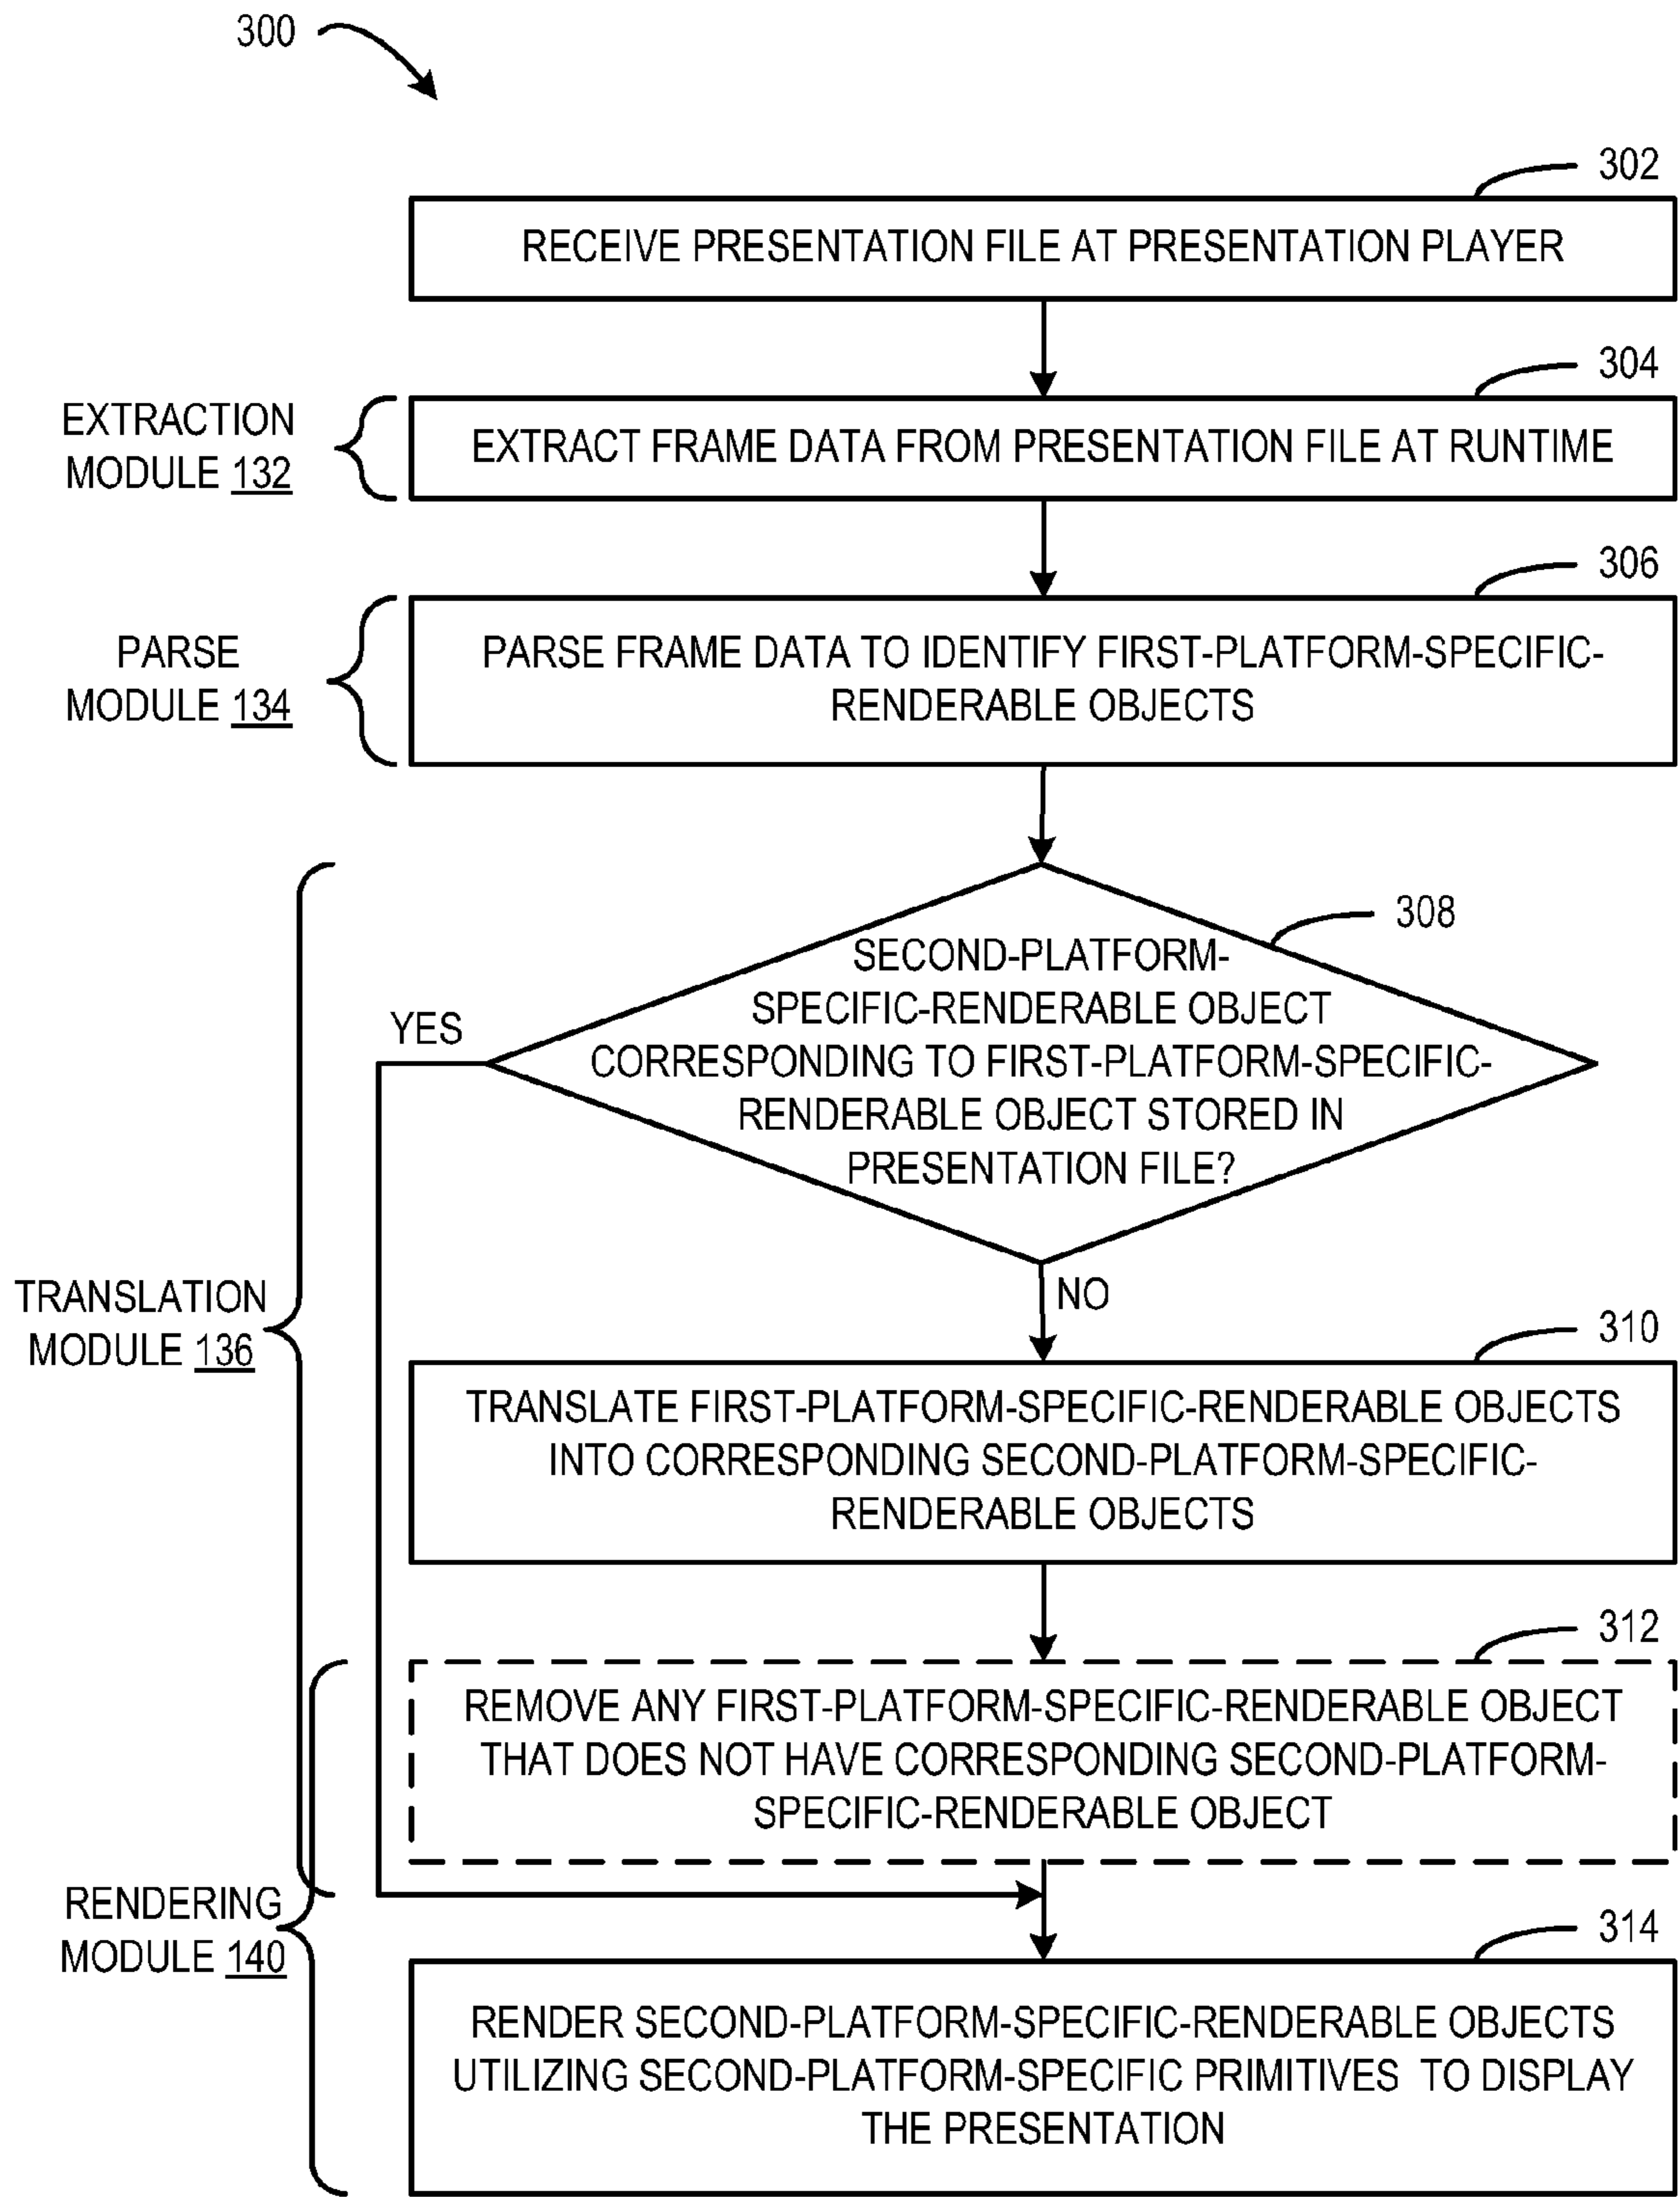 300
302
RECEIVE PRESENTATION FILE AT PRESENTATION PLAYER
304
EXTRACTION
MODULE 132
EXTRACT FRAME DATA FROM PRESENTATION FILE AT RUNTIME
306
PARSE
MODULE 134
PARSE FRAME DATA TO IDENTIFY FIRST-PLATFORM-SPECIFIC-
RENDERABLE OBJECTS
308
SECOND-PLATFORM-
SPECIFIC-RENDERABLE OBJECT
CORRESPONDING TO FIRST-PLATFORM-SPECIFIC-
RENDERABLE OBJECT STORED IN
PRESENTATION FILE?
YES
NO
TRANSLATION
MODULE 136
310
TRANSLATE FIRST-PLATFORM-SPECIFIC-RENDERABLE OBJECTS
INTO CORRESPONDING SECOND-PLATFORM-SPECIFIC-
RENDERABLE OBJECTS
312
REMOVE ANY FIRST-PLATFORM-SPECIFIC-RENDERABLE OBJECT
THAT DOES NOT HAVE CORRESPONDING SECOND-PLATFORM-
SPECIFIC-RENDERABLE OBJECT
RENDERING
MODULE 140
314
RENDER SECOND-PLATFORM-SPECIFIC-RENDERABLE OBJECTS
UTILIZING SECOND-PLATFORM-SPECIFIC PRIMITIVES TO DISPLAY
THE PRESENTATION